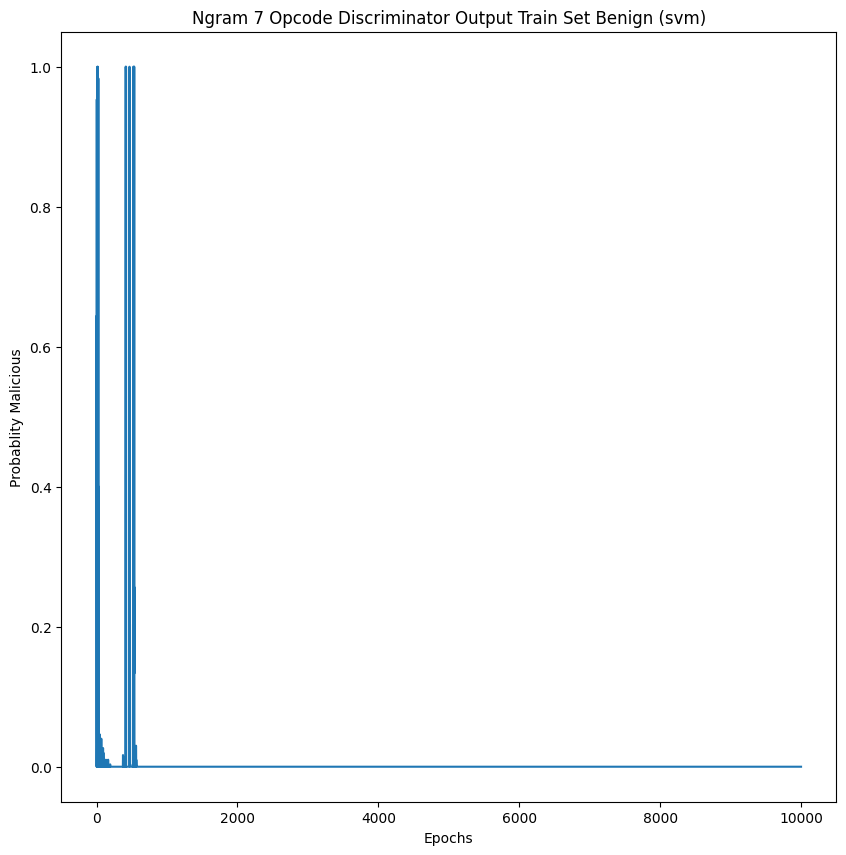 Ngram 7 Opcode Discriminator Output Train Set Benign (svm)
1.0
0.8
0.6
0.4
0.2
0.0
Probablity Malicious
0 2000 4000 6000 8000 10000
Epochs